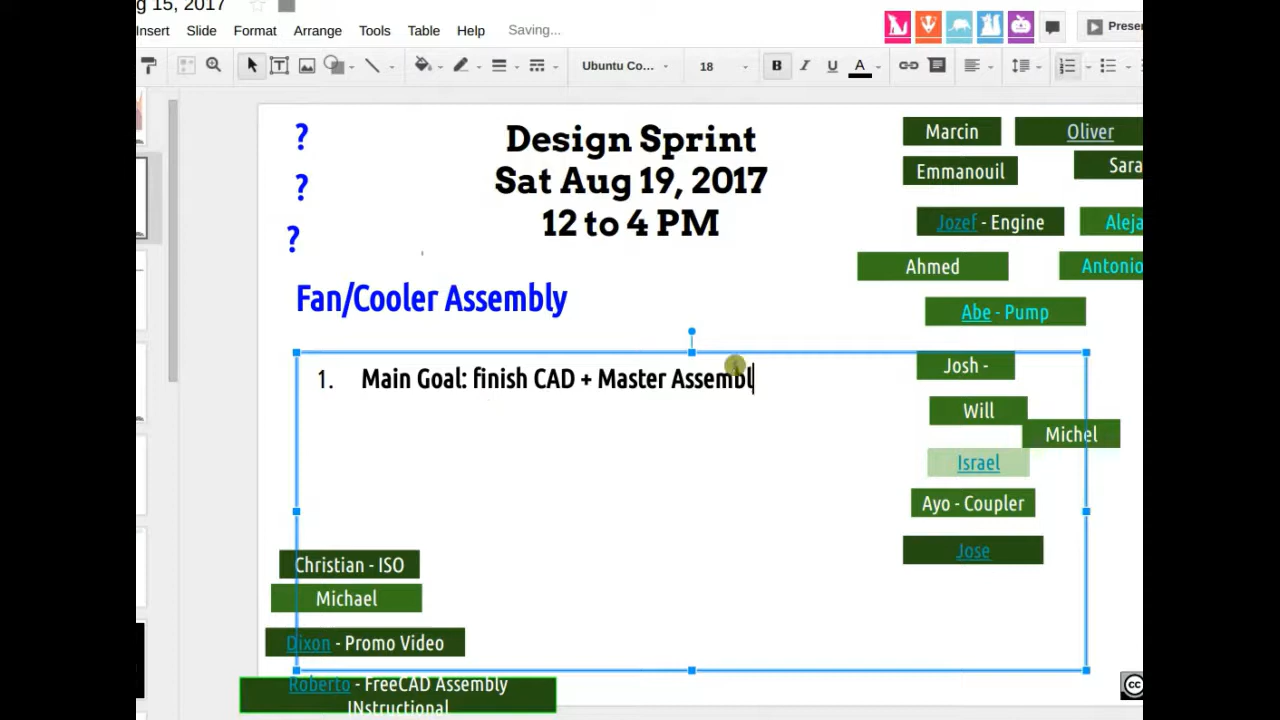 g 15, 2017
Insert Slide Format Arrange Tools Table Help Saving...
Prese
Ubuntu Co... 18 B I U A
?
?
?
Design Sprint
Sat Aug 19, 2017
12 to 4 PM
Fan/Cooler Assembly
1. Main Goal: finish CAD + Master Assembl
Marcin
Oliver
Emmanouil
Sara
Jozef - Engine
Aleja
Ahmed
Antonio
Abe - Pump
Josh -
Will
Michel
Israel
Ayo - Coupler
Jose
Christian - ISO
Michael
Dixon - Promo Video
Roberto - FreeCAD Assembly
INstructional
cc